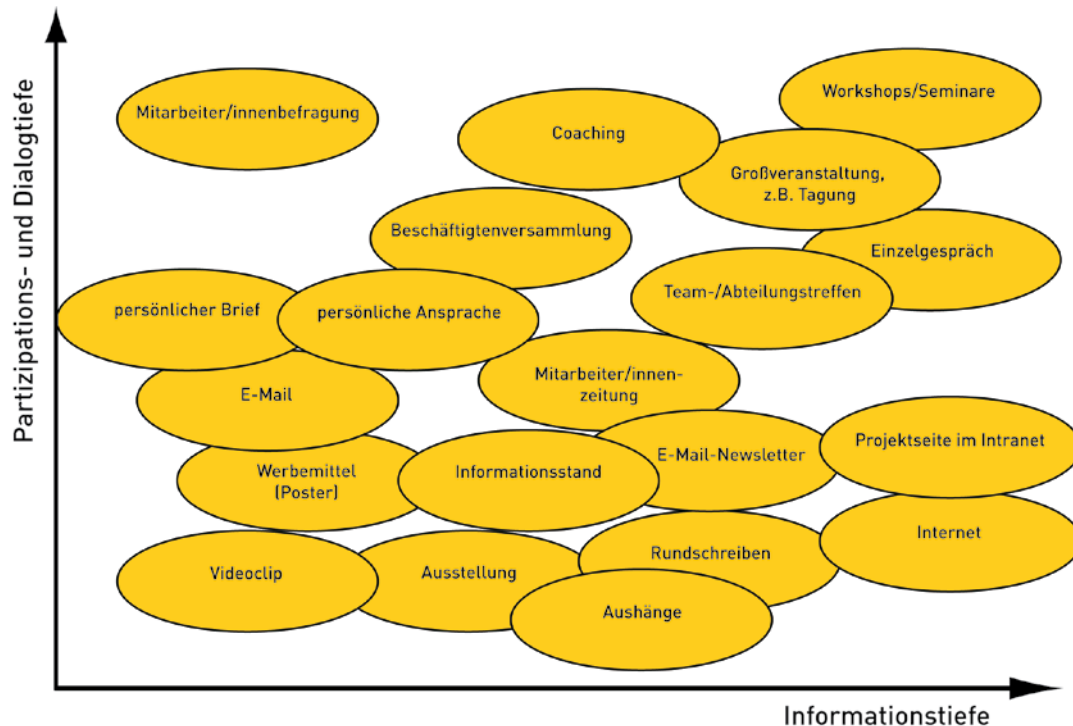 Partizipations- und Dialogtiefe
Mitarbeiter/innenbefragung
Coaching
Workshops/Seminare
Großveranstaltung,
z.B. Tagung
Beschäftigtenversammlung
Einzelgespräch
Team-/Abteilungstreffen
persönlicher Brief
persönliche Ansprache
Mitarbeiter/innen-
zeitung
E-Mail
Projektseite im Intranet
E-Mail-Newsletter
Werbemittel
(Poster)
Informationsstand
Internet
Rundschreiben
Videoclip
Ausstellung
Aushänge
Informationstiefe